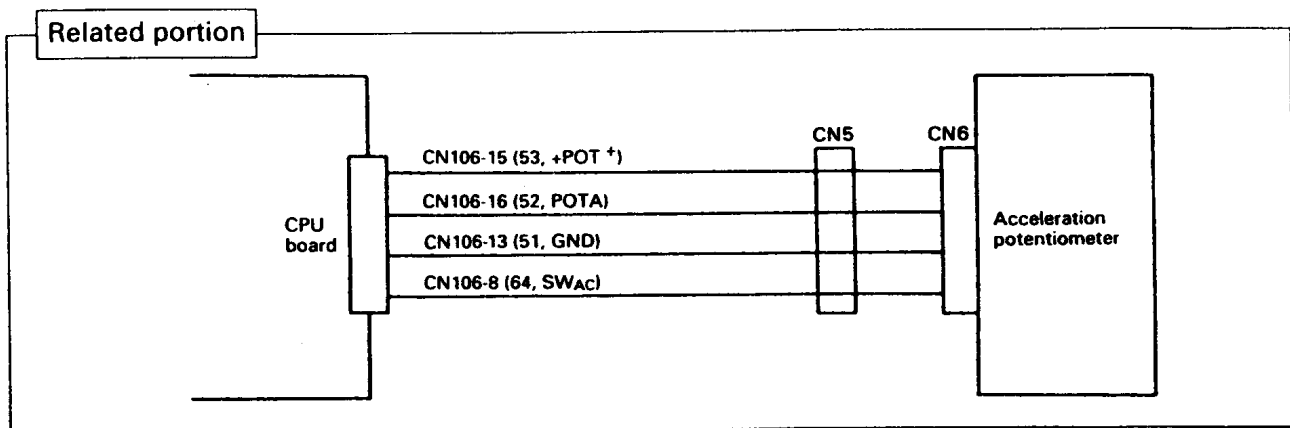 Related portion
CN5
CN6
CN106-15 (53, +POT +)
CN106-16 (52, POTA)
CPU
board
CN106-13 (51, GND)
CN106-8 (64, SWAC)
Acceleration
potentiometer